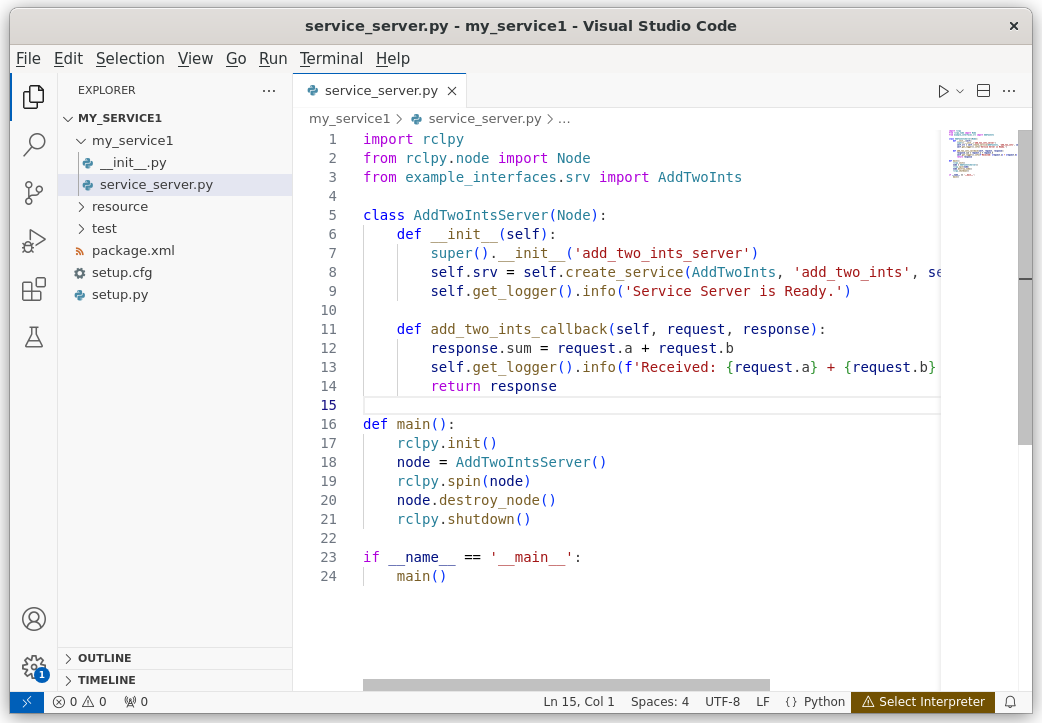 service_server.py - my_service1 - Visual Studio Code
File Edit Selection View Go Run Terminal Help
EXPLORER
MY_SERVICE1
my_service1
__init__.py
service_server.py
resource
test
package.xml
setup.cfg
setup.py
OUTLINE
TIMELINE
service_server.py
my_service1 > service_server.py > ...
1 import rclpy
2 from rclpy.node import Node
3 from example_interfaces.srv import AddTwoInts
4
5 class AddTwoIntsServer(Node):
6     def __init__(self):
7         super().__init__('add_two_ints_server')
8         self.srv = self.create_service(AddTwoInts, 'add_two_ints', se
9         self.get_logger().info('Service Server is Ready.')
10
11     def add_two_ints_callback(self, request, response):
12         response.sum = request.a + request.b
13         self.get_logger().info(f'Received: {request.a} + {request.b}
14         return response
15
16 def main():
17     rclpy.init()
18     node = AddTwoIntsServer()
19     rclpy.spin(node)
20     node.destroy_node()
21     rclpy.shutdown()
22
23 if __name__ == '__main__':
24     main()
1
0 0 0 Ln 15, Col 1 Spaces: 4 UTF-8 LF {} Python Select Interpreter